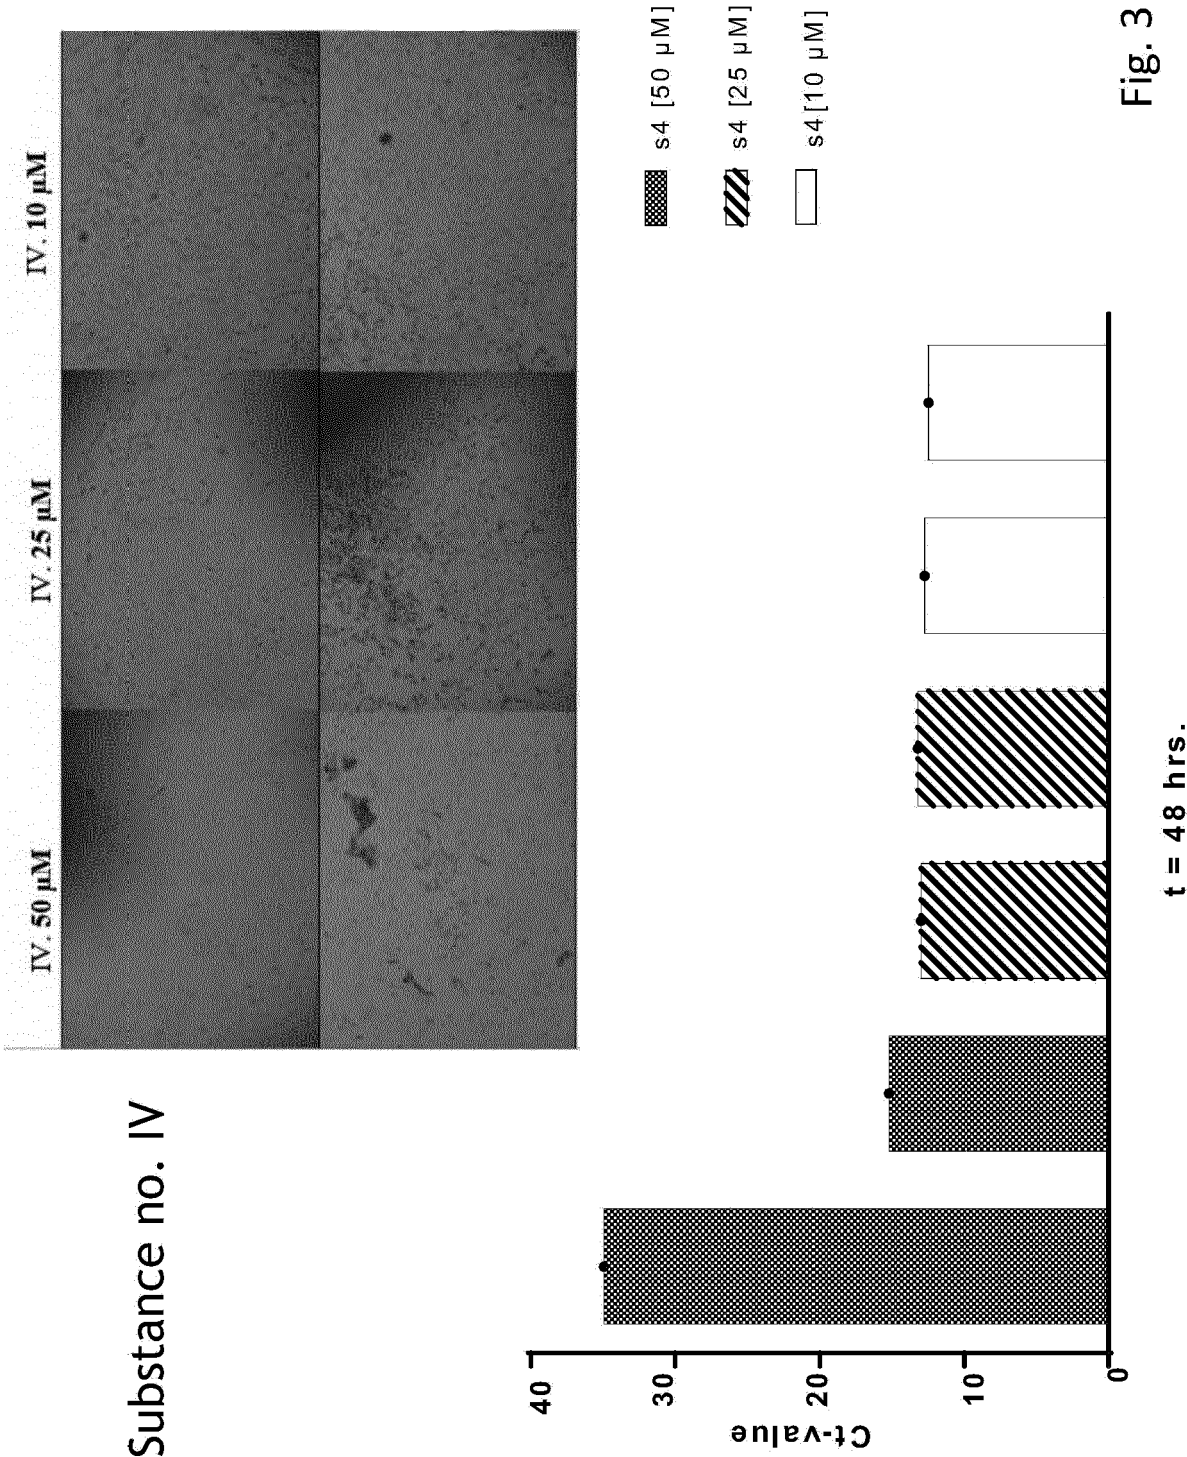 Substance no. IV
IV. 50 µM
IV. 25 µM
IV. 10 µM
Ct-value
40
30
20
10
0
t = 48 hrs.
s4 [50 µM]
s4 [25 µM]
s4[10 µM]
Fig. 3